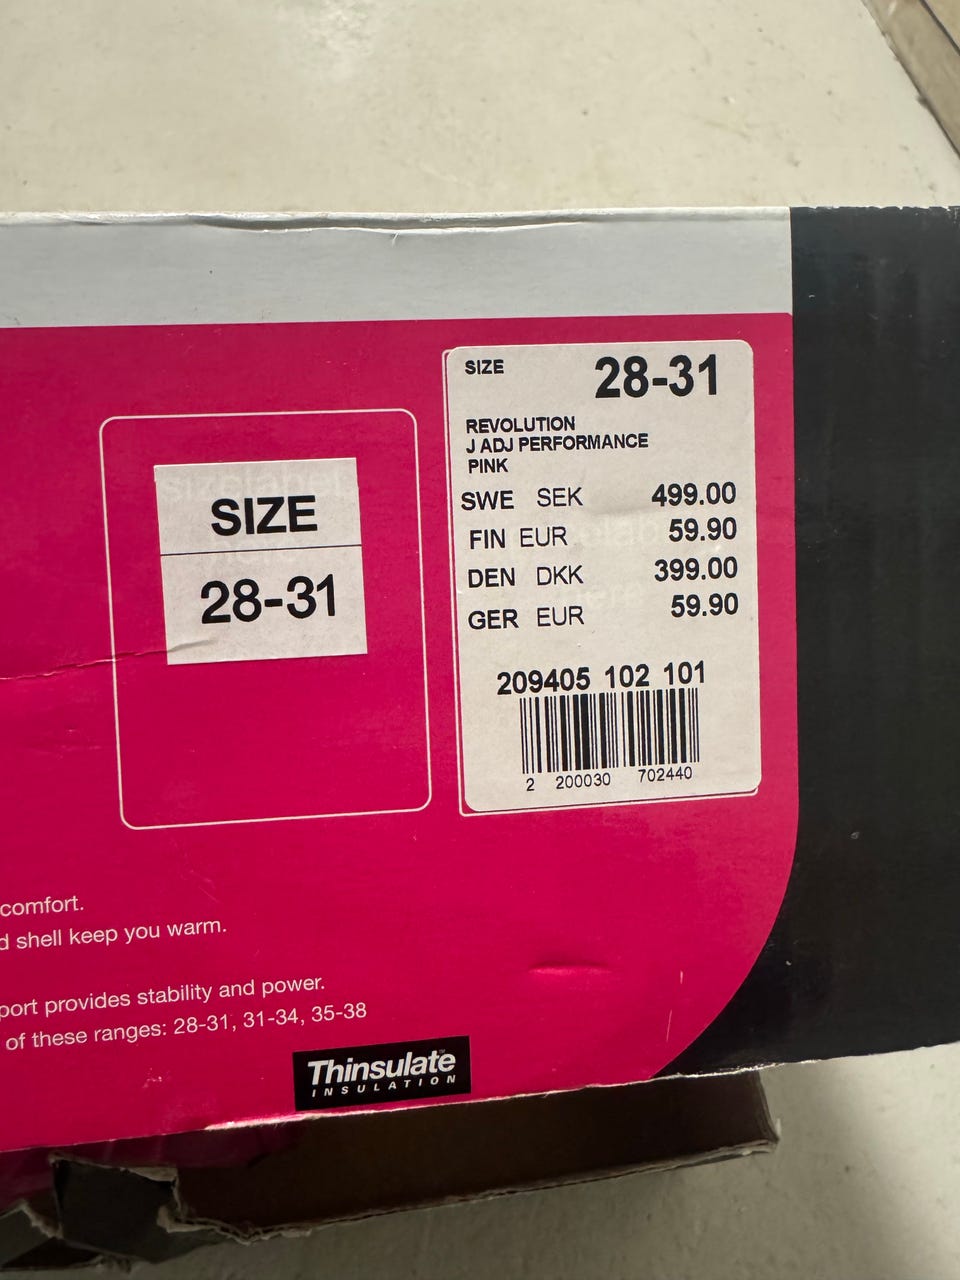 SIZE
28-31
SIZE 28-31
REVOLUTION
J ADJ PERFORMANCE
PINK
SWE SEK 499.00
FIN EUR 59.90
DEN DKK 399.00
GER EUR 59.90
209405 102 101
2 200030 702440
comfort.
shell keep you warm.
provides stability and power.
of these ranges: 28-31, 31-34, 35-38
Thinsulate™
INSULATION